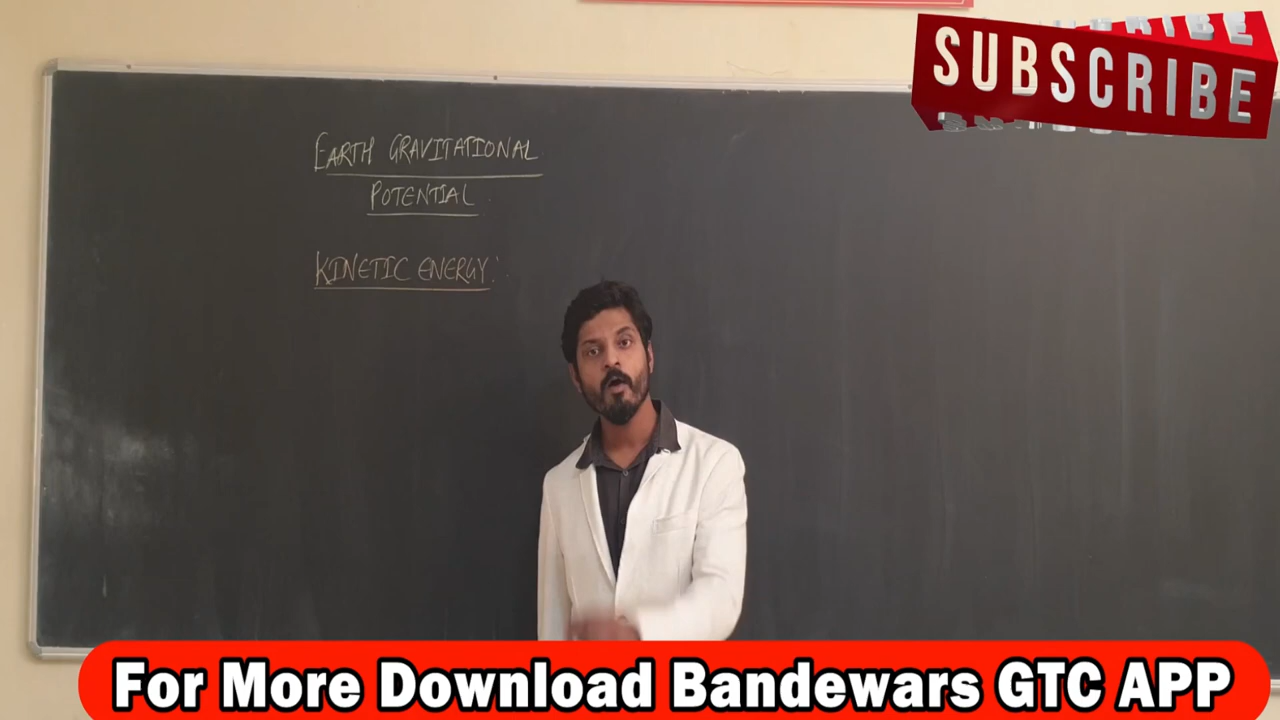 SUBSCRIBE
EARTH GRAVITATIONAL
POTENTIAL
KINETIC ENERGY:
For More Download Bandewars GTC APP